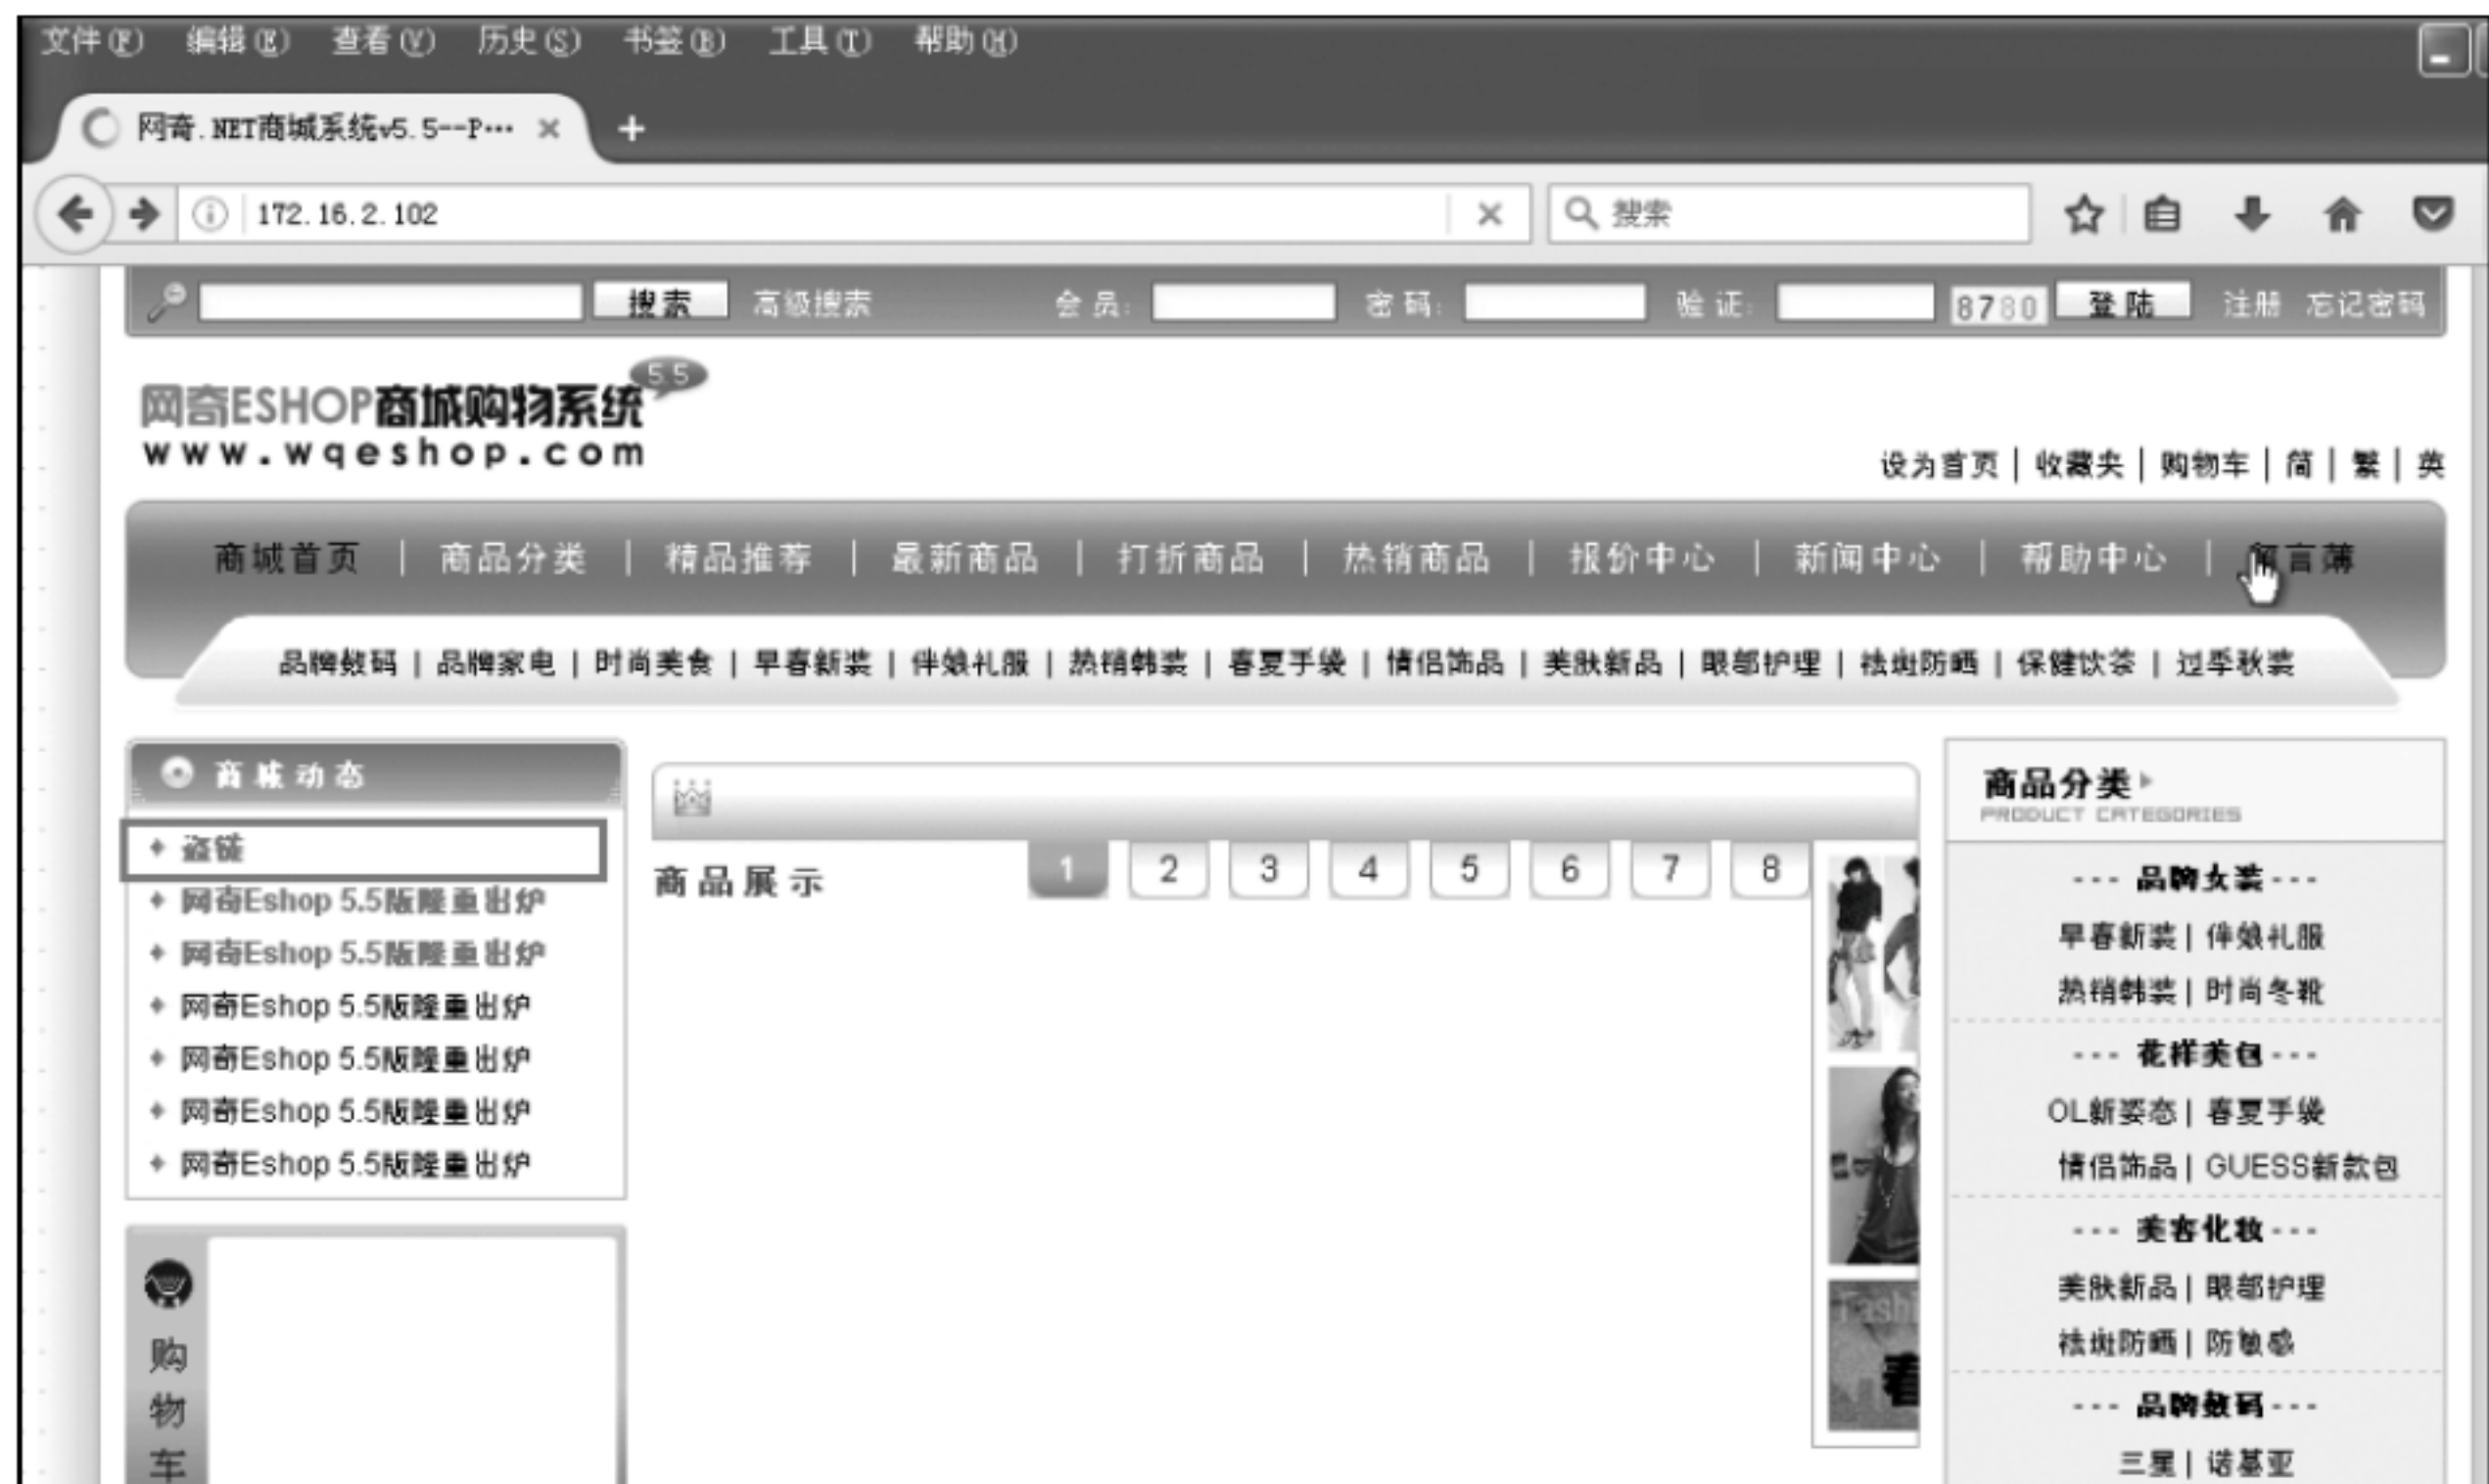 文件(F) 编辑(E) 查看(V) 历史(S) 书签(B) 工具(T) 帮助(H)
网奇.NET商城系统v5.5--P…
172.16.2.102 搜索
搜索 高级搜索 会员: 密码: 验证: 8780 登陆 注册 忘记密码
5.5
网奇ESHOP商城购物系统
www.wqeshop.com
设为首页 | 收藏夹 | 购物车 | 简 | 繁 | 英
商城首页 | 商品分类 | 精品推荐 | 最新商品 | 打折商品 | 热销商品 | 报价中心 | 新闻中心 | 帮助中心 | 留言薄
品牌数码 | 品牌家电 | 时尚美食 | 早春新装 | 伴娘礼服 | 热销韩装 | 春夏手袋 | 情侣饰品 | 美肤新品 | 眼部护理 | 祛斑防晒 | 保健饮茶 | 过季秋装
商城动态
盗链
网奇Eshop 5.5版隆重出炉
网奇Eshop 5.5版隆重出炉
网奇Eshop 5.5版隆重出炉
网奇Eshop 5.5版隆重出炉
网奇Eshop 5.5版隆重出炉
网奇Eshop 5.5版隆重出炉
购物车
商品展示 1 2 3 4 5 6 7 8
Fash
春
商品分类
PRODUCT CATEGORIES
--- 品牌女装 ---
早春新装 | 伴娘礼服
热销韩装 | 时尚冬靴
--- 花样美包 ---
OL新姿态 | 春夏手袋
情侣饰品 | GUESS新款包
--- 美容化妆 ---
美肤新品 | 眼部护理
祛斑防晒 | 防敏感
--- 品牌数码 ---
三星 | 诺基亚